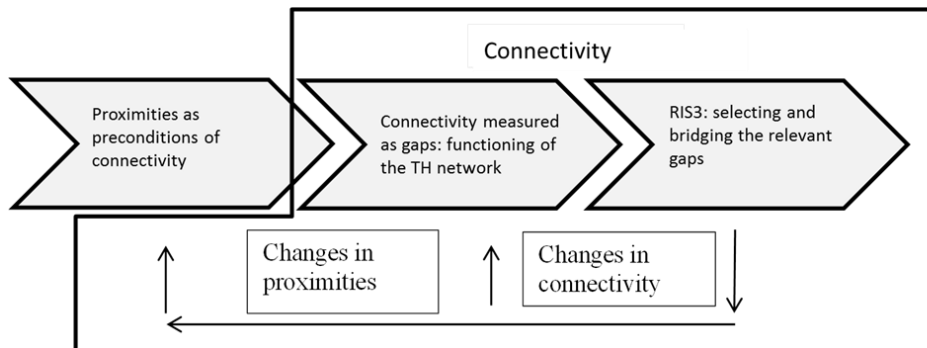 Connectivity
Proximities as
preconditions of
connectivity
Connectivity measured
as gaps: functioning of
the TH network
RIS3: selecting and
bridging the relevant
gaps
Changes in
proximities
Changes in
connectivity